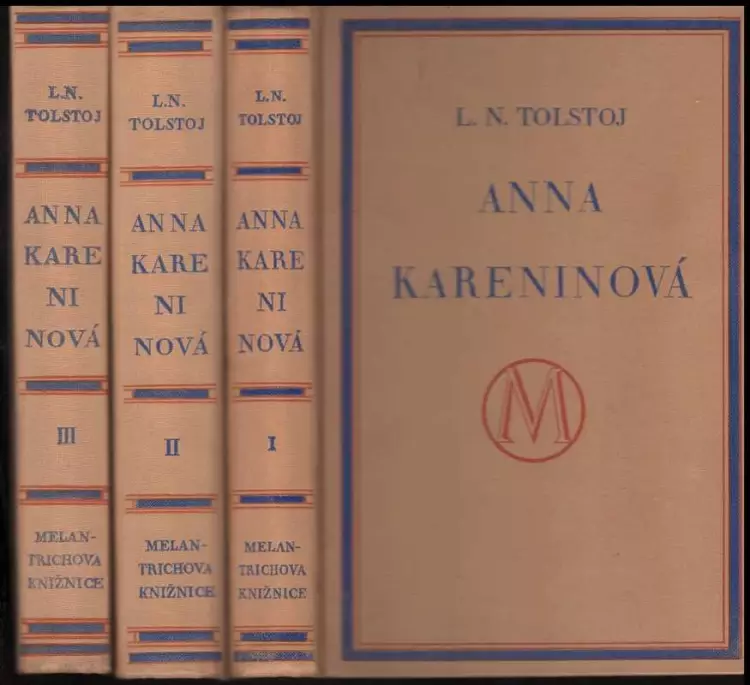 L.N.
TOLSTOJ
ANNA
KARE
NI
NOVÁ
III
MELAN-
TRICHOVA
KNIŽNICE
L.N.
TOLSTOJ
ANNA
KARE
NI
NOVÁ
II
MELAN-
TRICHOVA
KNIŽNICE
L.N.
TOLSTOJ
ANNA
KARE
NI
NOVÁ
I
MELAN-
TRICHOVA
KNIŽNICE
L. N. TOLSTOJ
ANNA
KARENINOVÁ
M